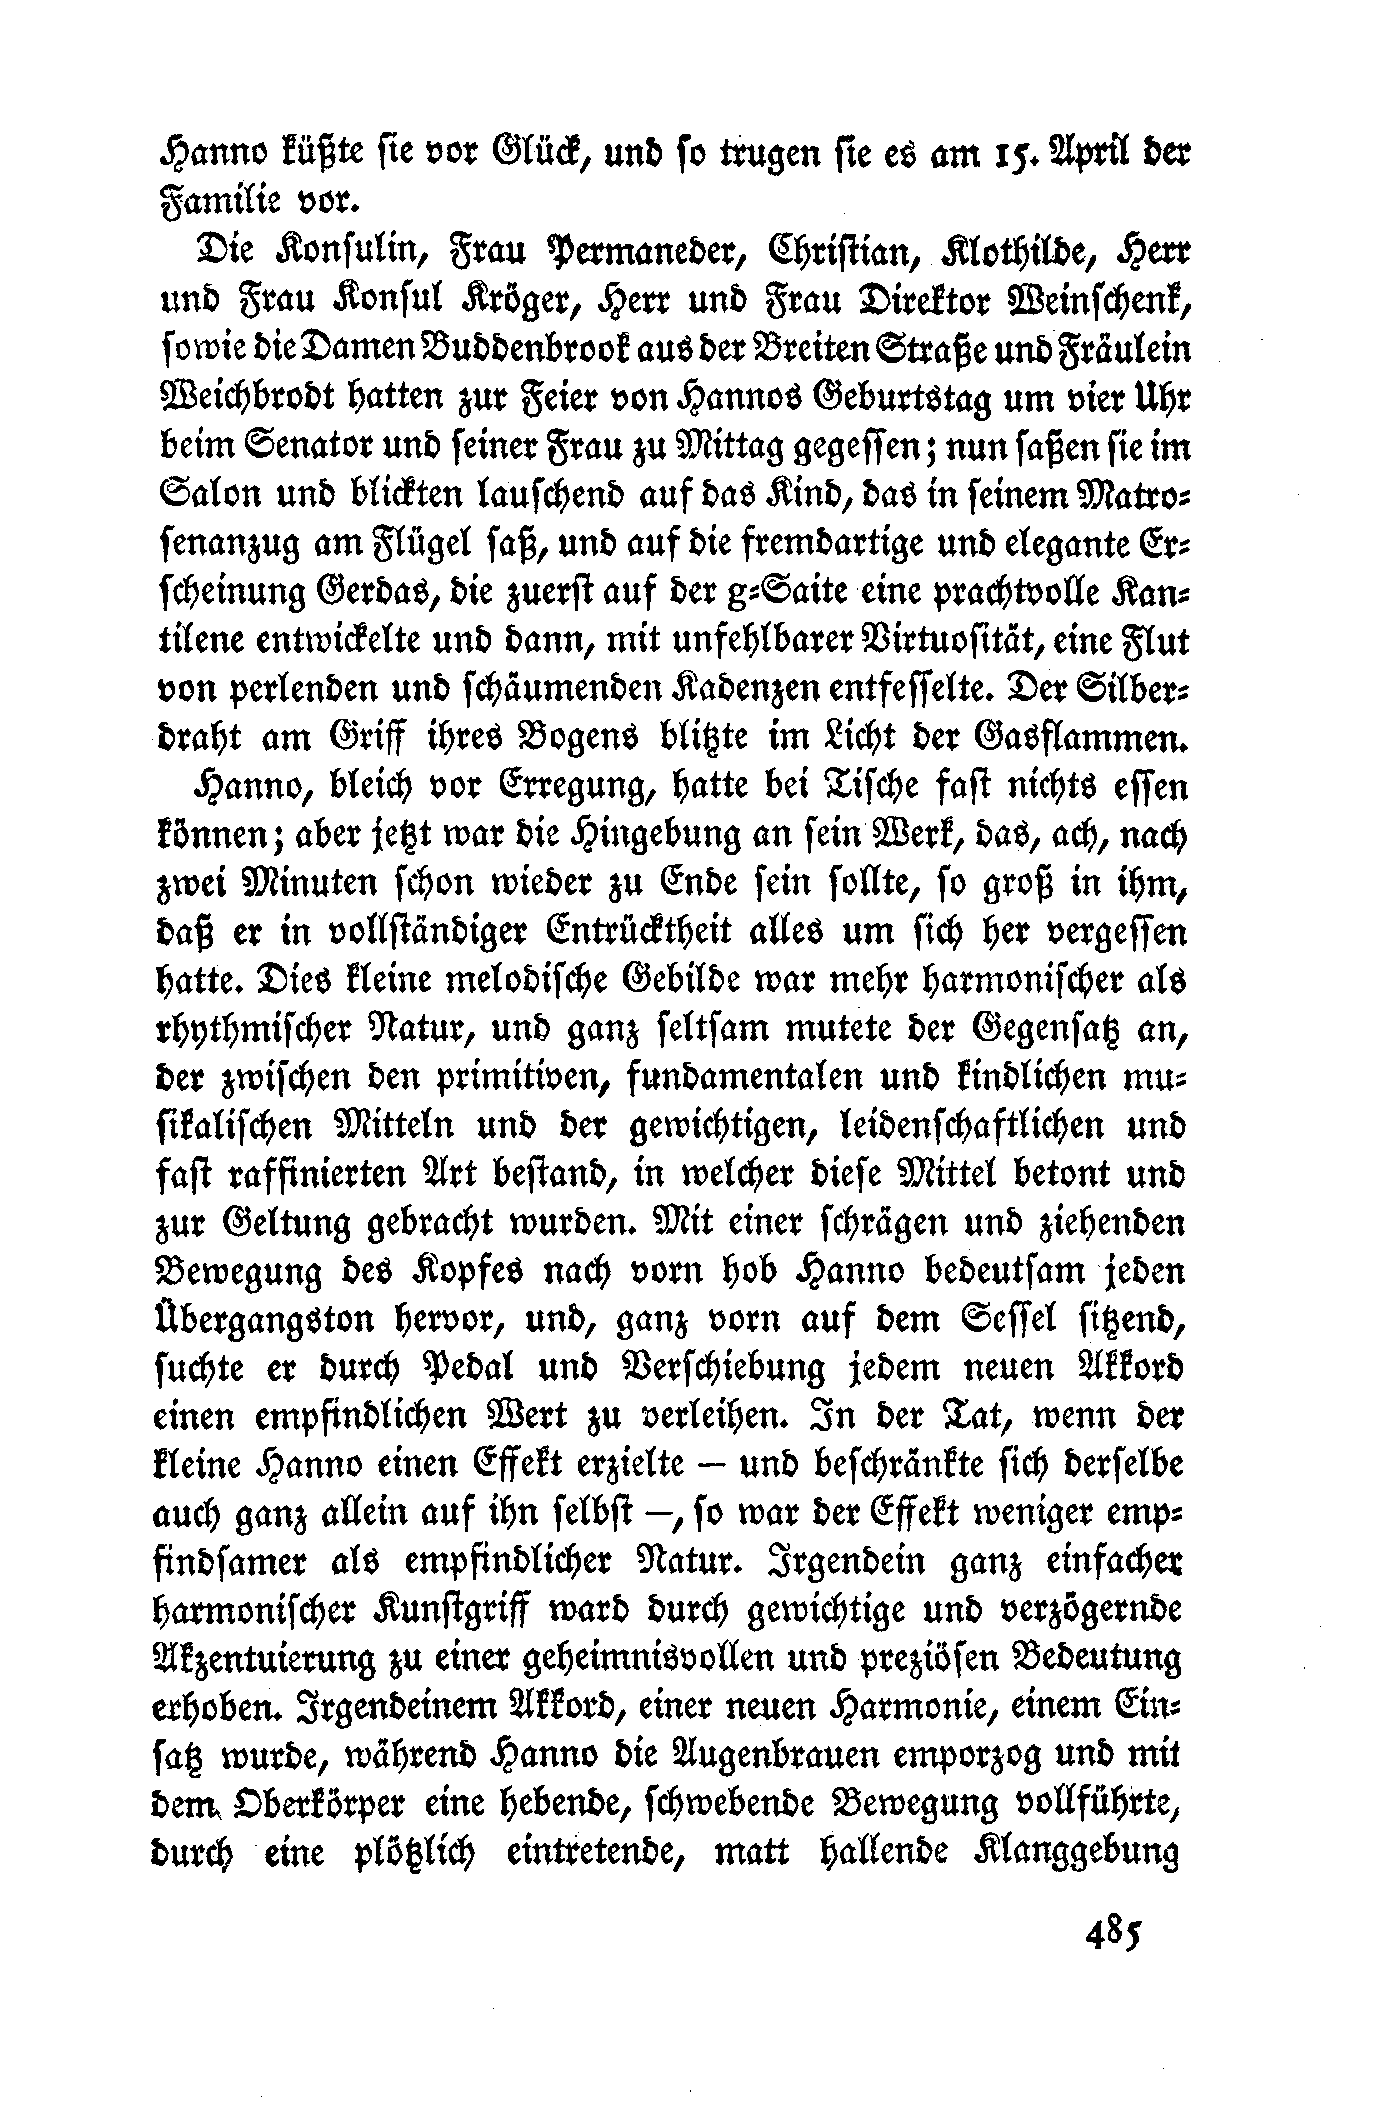 Hanno küßte sie vor Glück, und so trugen sie es am 15. April der
Familie vor.
Die Konsulin, Frau Permaneder, Christian, Klothilde, Herr
und Frau Konsul Kröger, Herr und Frau Direktor Weinschenk,
sowie die Damen Buddenbrook aus der Breiten Straße und Fräulein
Weichbrodt hatten zur Feier von Hannos Geburtstag um vier Uhr
beim Senator und seiner Frau zu Mittag gegessen; nun saßen sie im
Salon und blickten lauschend auf das Kind, das in seinem Matro-
senanzug am Flügel saß, und auf die fremdartige und elegante Er-
scheinung Gerdas, die zuerst auf der g-Saite eine prachtvolle Kan-
tilene entwickelte und dann, mit unfehlbarer Virtuosität, eine Flut
von perlenden und schäumenden Kadenzen entfesselte. Der Silber-
draht am Griff ihres Bogens blitzte im Licht der Gasflammen.
Hanno, bleich vor Erregung, hatte bei Tische fast nichts essen
können; aber jetzt war die Hingebung an sein Werk, das, ach, nach
zwei Minuten schon wieder zu Ende sein sollte, so groß in ihm,
daß er in vollständiger Entrücktheit alles um sich her vergessen
hatte. Dies kleine melodische Gebilde war mehr harmonischer als
rhythmischer Natur, und ganz seltsam mutete der Gegensatz an,
der zwischen den primitiven, fundamentalen und kindlichen mu-
sikalischen Mitteln und der gewichtigen, leidenschaftlichen und
fast raffinierten Art bestand, in welcher diese Mittel betont und
zur Geltung gebracht wurden. Mit einer schrägen und ziehenden
Bewegung des Kopfes nach vorn hob Hanno bedeutsam jeden
Übergangston hervor, und, ganz vorn auf dem Sessel sitzend,
suchte er durch Pedal und Verschiebung jedem neuen Akkord
einen empfindlichen Wert zu verleihen. In der Tat, wenn der
kleine Hanno einen Effekt erzielte – und beschränkte sich derselbe
auch ganz allein auf ihn selbst –, so war der Effekt weniger emp-
findsamer als empfindlicher Natur. Irgendein ganz einfacher
harmonischer Kunstgriff ward durch gewichtige und verzögernde
Akzentuierung zu einer geheimnisvollen und preziösen Bedeutung
erhoben. Irgendeinem Akkord, einer neuen Harmonie, einem Ein-
satz wurde, während Hanno die Augenbrauen emporzog und mit
dem Oberkörper eine hebende, schwebende Bewegung vollführte,
durch eine plötzlich eintretende, matt hallende Klanggebung
485